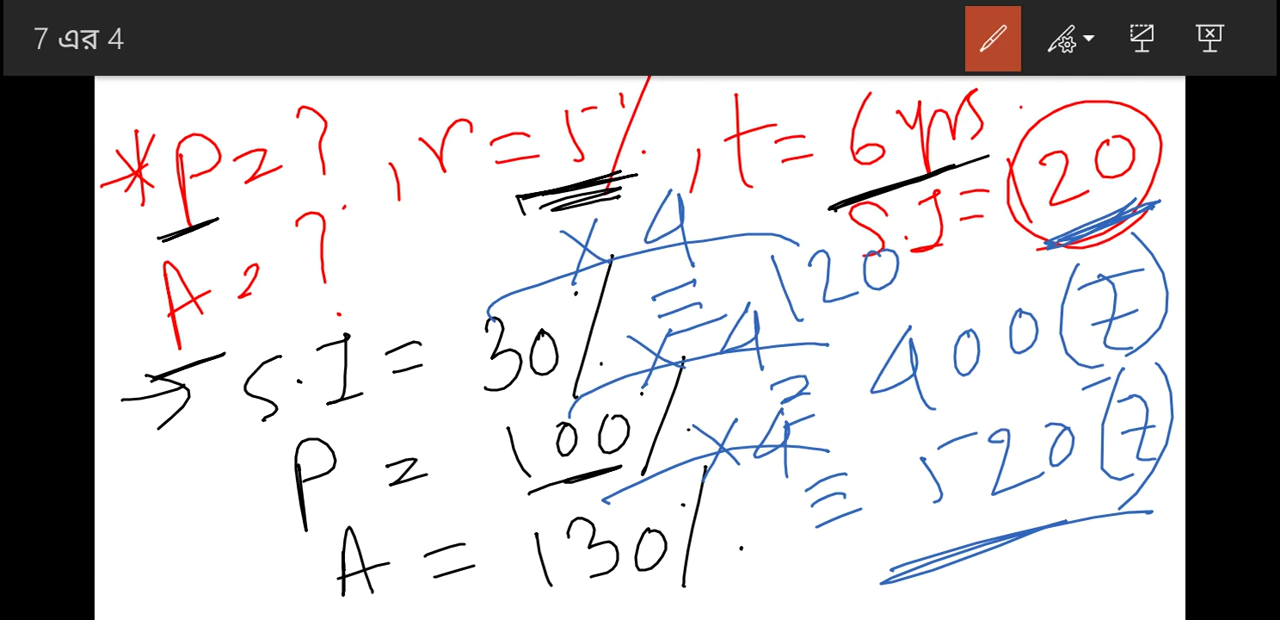 7 এর 4
* P = ? , r = 5% , t = 6 yrs.
A = ? S.I = 120
→ S.I = 30% × 4 = 120
P = 100% × 4 = 400 (Z)
A = 130% × 4 = 520 (Z)